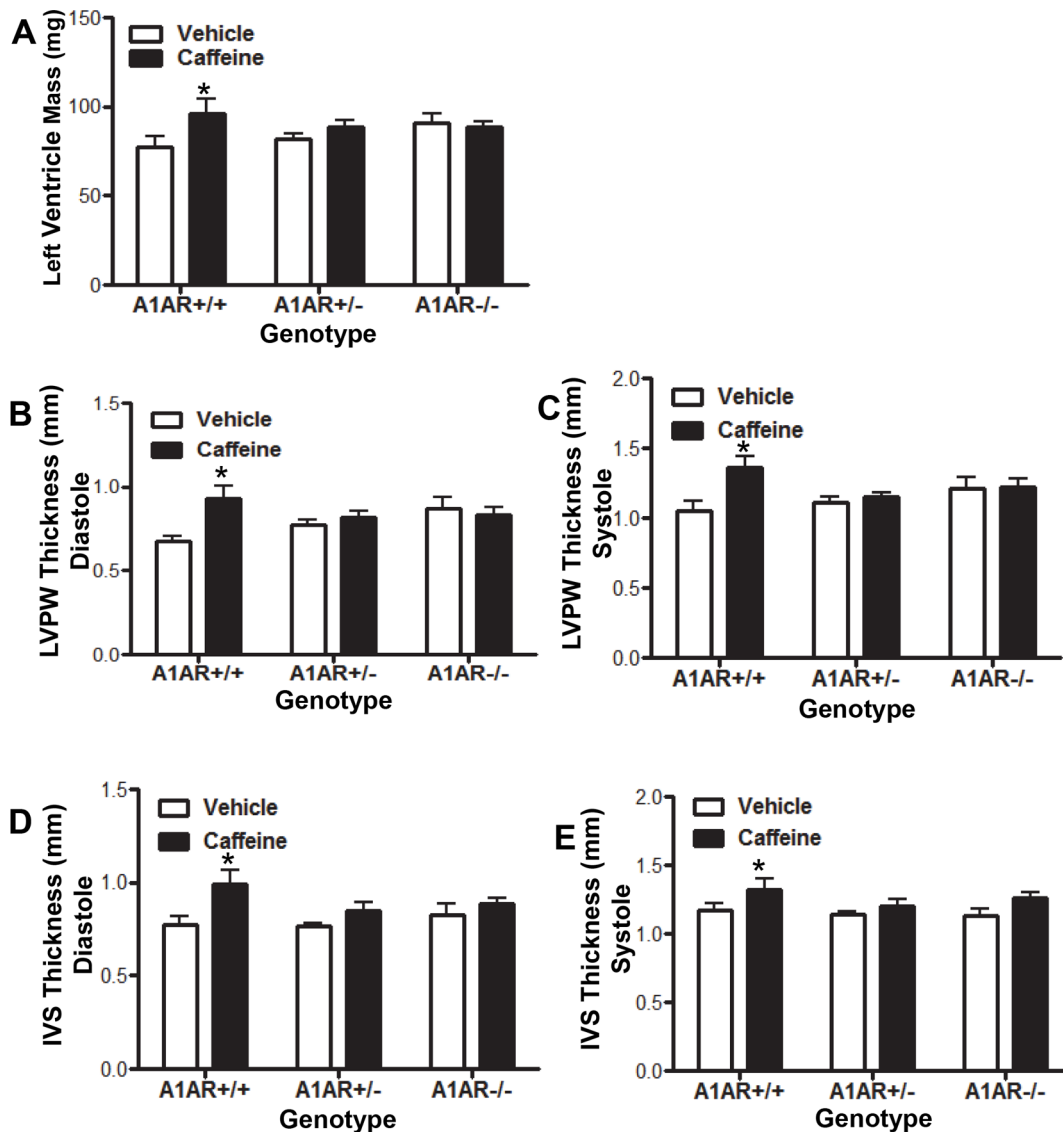 A
Left Ventricle Mass (mg)
150
100
50
0
Vehicle
Caffeine
*
A1AR+/+ A1AR+/- A1AR-/-
Genotype
B
LVPW Thickness (mm)
Diastole
1.5
1.0
0.5
0.0
Vehicle
Caffeine
*
A1AR+/+ A1AR+/- A1AR-/-
Genotype
C
LVPW Thickness (mm)
Systole
2.0
1.5
1.0
0.5
0.0
Vehicle
Caffeine
*
A1AR+/+ A1AR+/- A1AR-/-
Genotype
D
IVS Thickness (mm)
Diastole
1.5
1.0
0.5
0.0
Vehicle
Caffeine
*
A1AR+/+ A1AR+/- A1AR-/-
Genotype
E
IVS Thickness (mm)
Systole
2.0
1.5
1.0
0.5
0.0
Vehicle
Caffeine
*
A1AR+/+ A1AR+/- A1AR-/-
Genotype